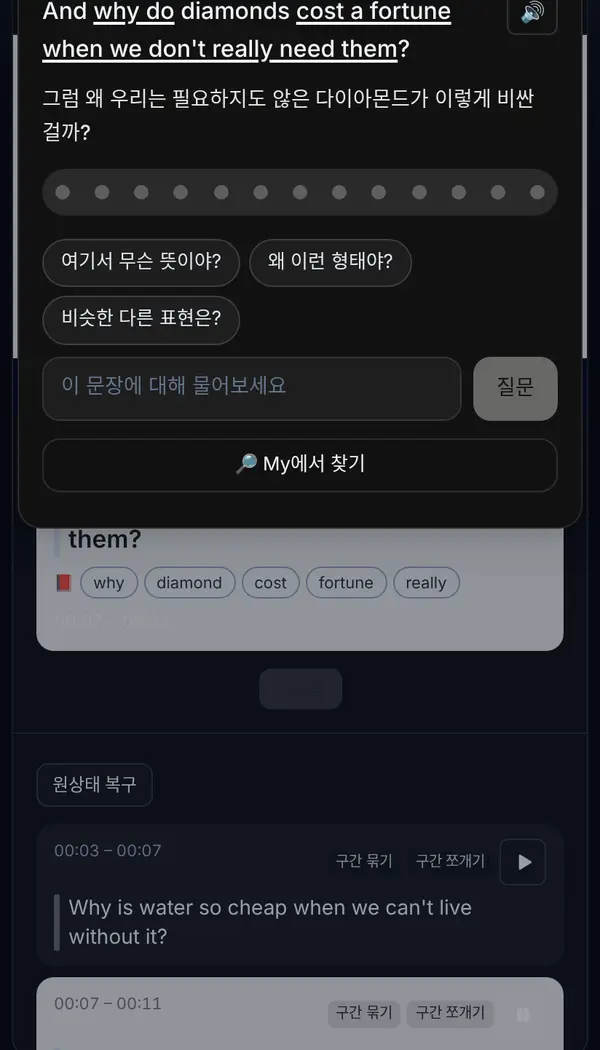 And why do diamonds cost a fortune
when we don't really need them?
그럼 왜 우리는 필요하지도 않은 다이아몬드가 이렇게 비싼
걸까?
여기서 무슨 뜻이야?
왜 이런 형태야?
비슷한 다른 표현은?
이 문장에 대해 물어보세요
질문
🔎 My에서 찾기
them?
why
diamond
cost
fortune
really
원상태 복구
00:03 – 00:07
구간 묶기
구간 쪼개기
Why is water so cheap when we can't live
without it?
00:07 – 00:11
구간 묶기
구간 쪼개기